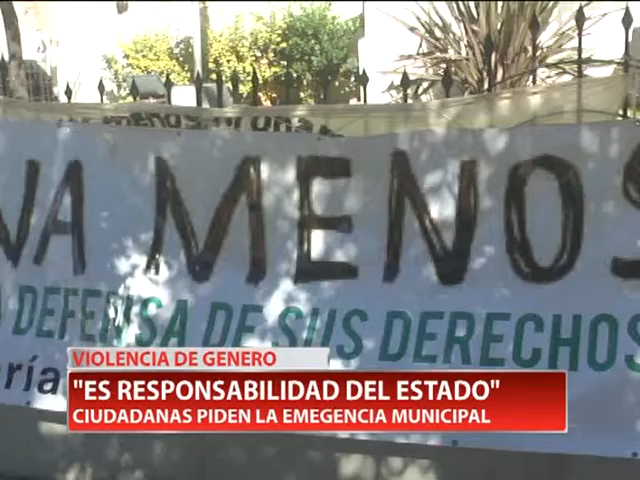 NA MENOS
DEFENSA DE SUS DERECHOS
ría
VIOLENCIA DE GENERO
"ES RESPONSABILIDAD DEL ESTADO"
CIUDADANAS PIDEN LA EMEGENCIA MUNICIPAL